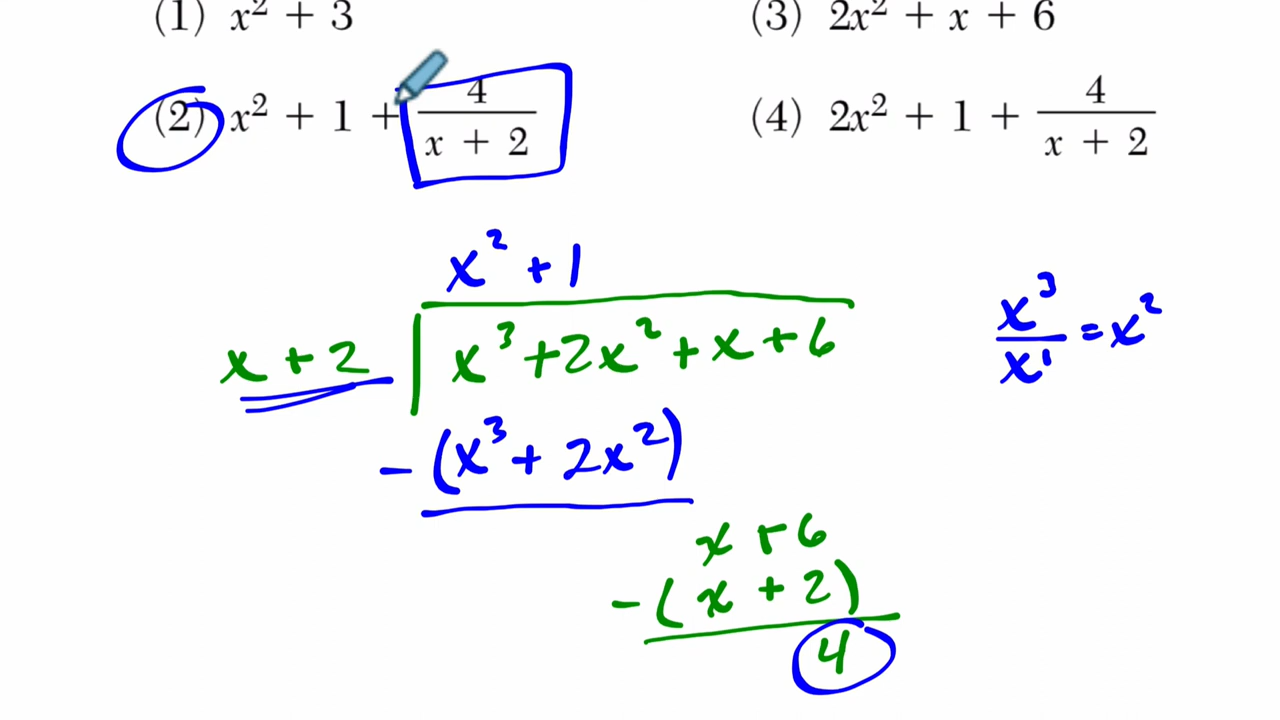 (1) x² + 3
(3) 2x² + x + 6
(2) x² + 1 + 4/(x + 2)
(4) 2x² + 1 + 4/(x + 2)
x² + 1
x + 2 | x³ + 2x² + x + 6
x³/x¹ = x²
- (x³ + 2x²)
x + 6
- (x + 2)
4